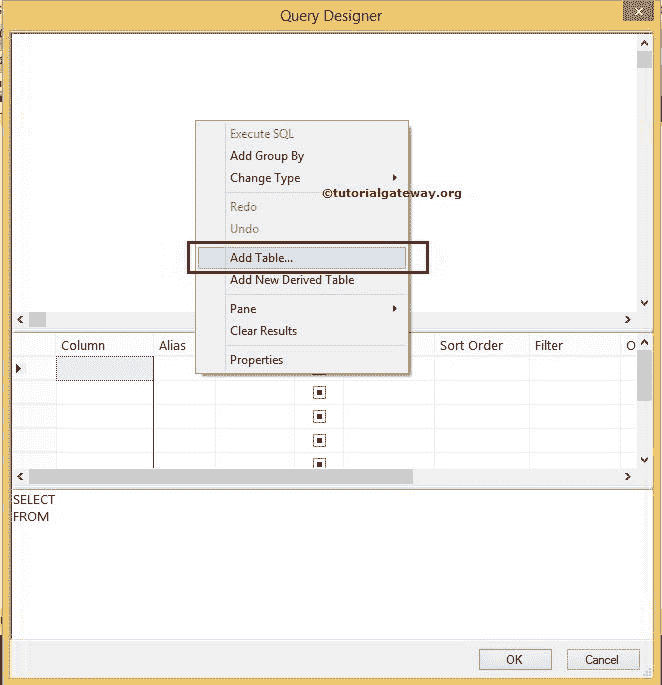 Query Designer
Execute SQL
Add Group By
Change Type
©tutorialgateway.org
Redo
Undo
Add Table...
Add New Derived Table
Pane
Clear Results
Properties
Column Alias Sort Order Filter O
SELECT
FROM
OK Cancel